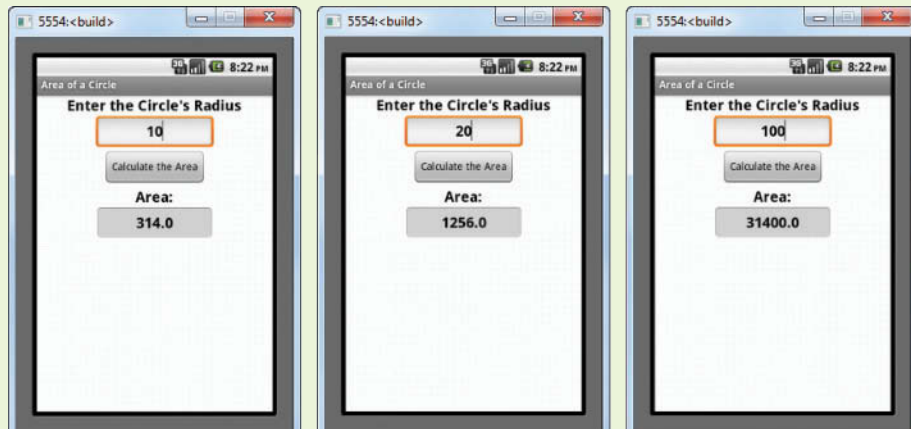 5554:<build>
8:22 PM
Area of a Circle
Enter the Circle's Radius
10
Calculate the Area
Area:
314.0
5554:<build>
8:22 PM
Area of a Circle
Enter the Circle's Radius
20
Calculate the Area
Area:
1256.0
5554:<build>
8:22 PM
Area of a Circle
Enter the Circle's Radius
100
Calculate the Area
Area:
31400.0